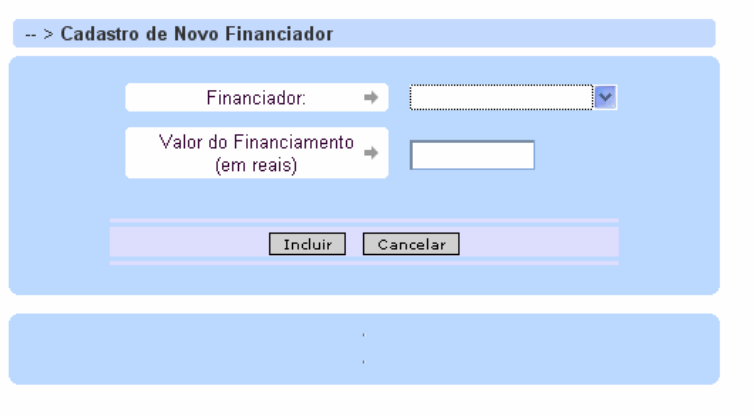 -- > Cadastro de Novo Financiador
Financiador:
Valor do Financiamento
(em reais)
Incluir Cancelar